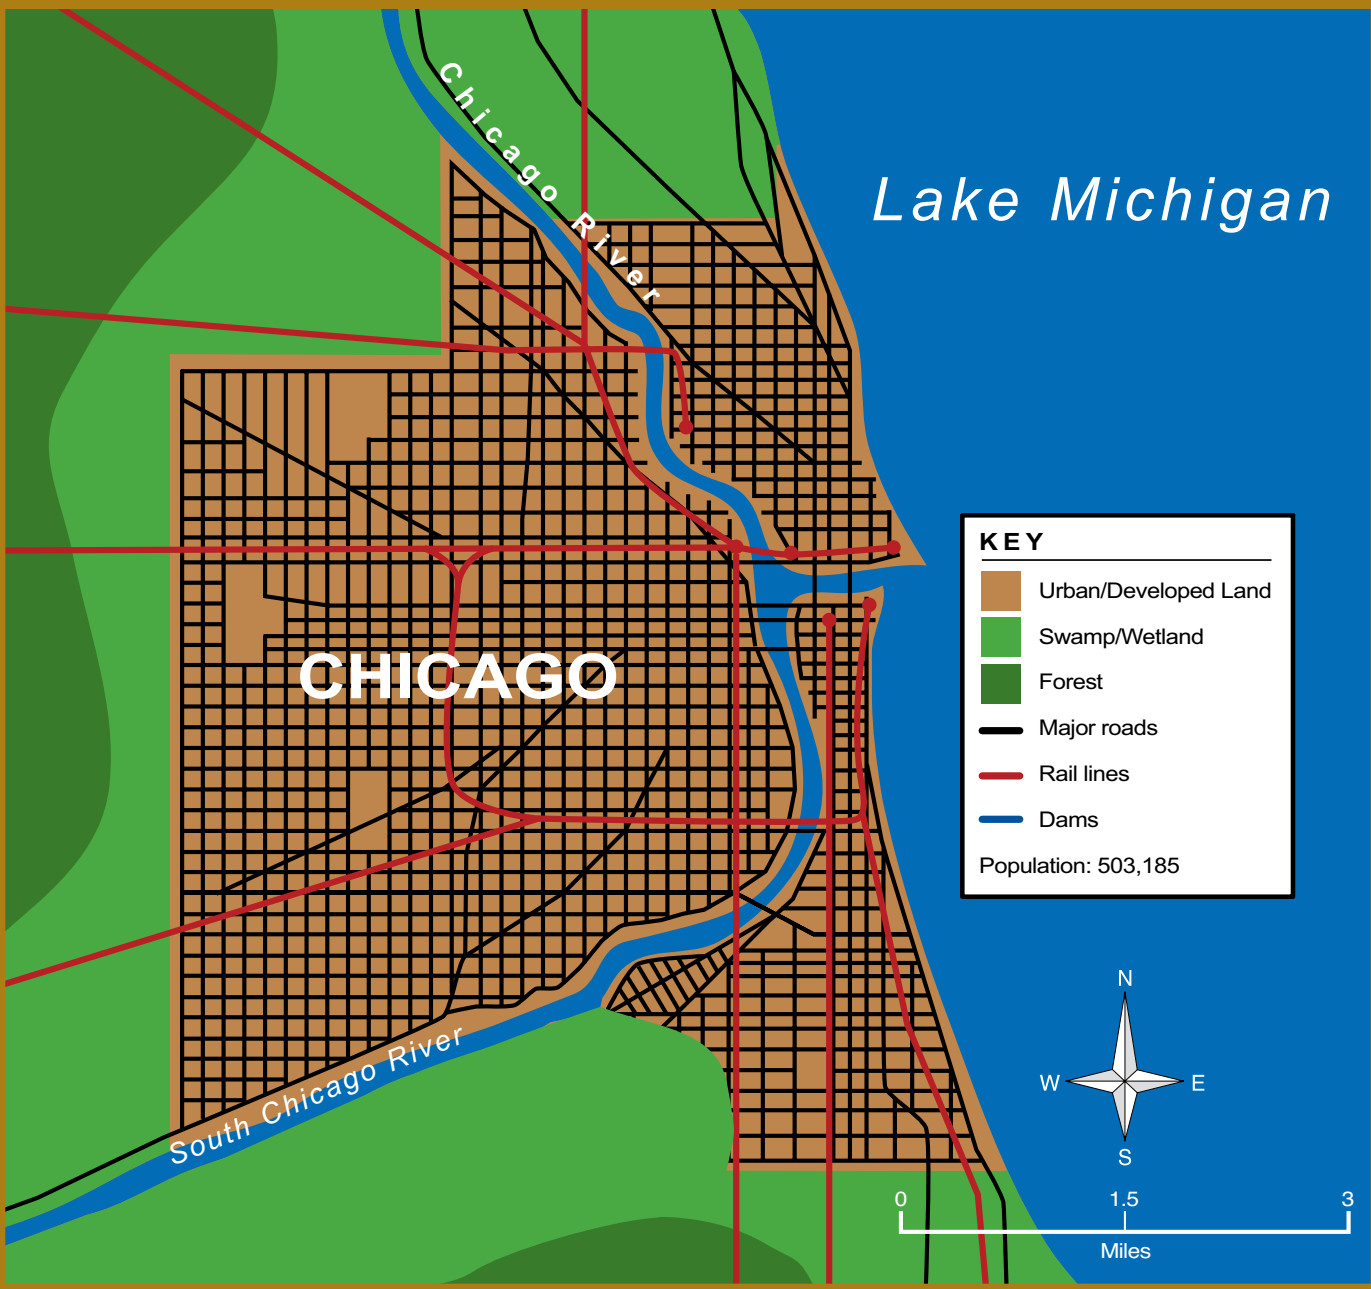 Chicago River
Lake Michigan
KEY
Urban/Developed Land
Swamp/Wetland
Forest
Major roads
Rail lines
Dams
Population: 503,185
CHICAGO
South Chicago River
N
W E
S
0 1.5 3
Miles